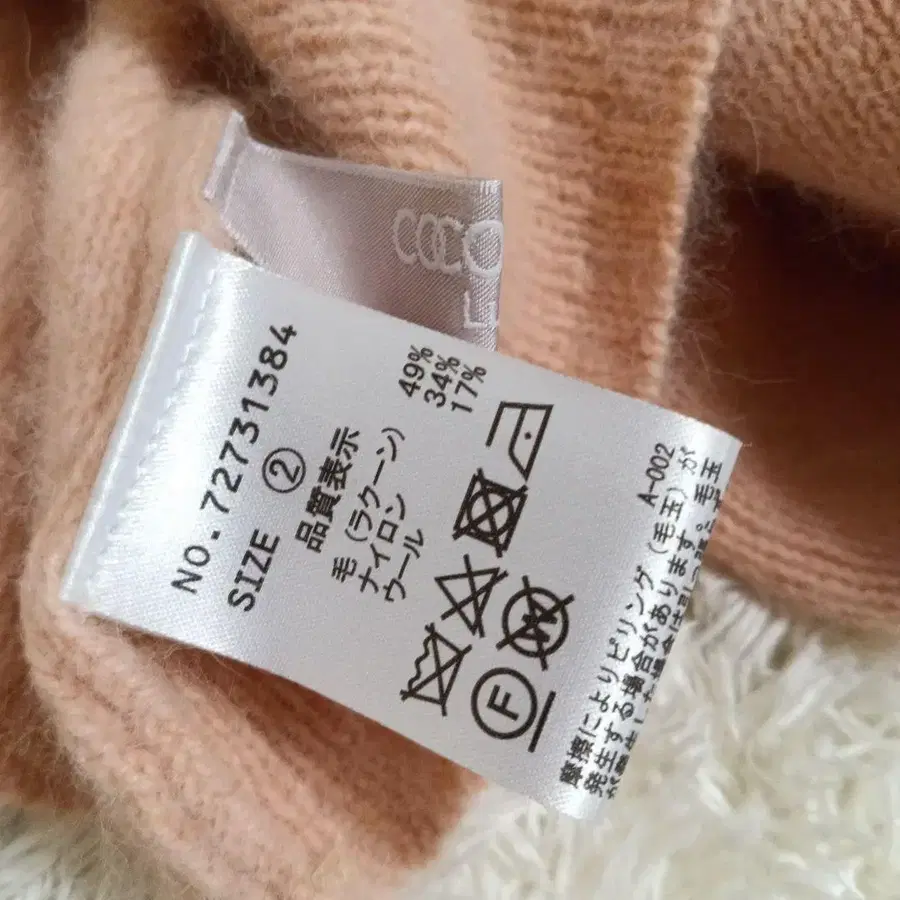 NO.72731384
SIZE ②
品質表示
毛 (ラクーン) 49%
ナイロン 34%
ウール 17%
F
W
A-002
摩擦によりピリング (毛玉) が
発生する場合があります。毛玉